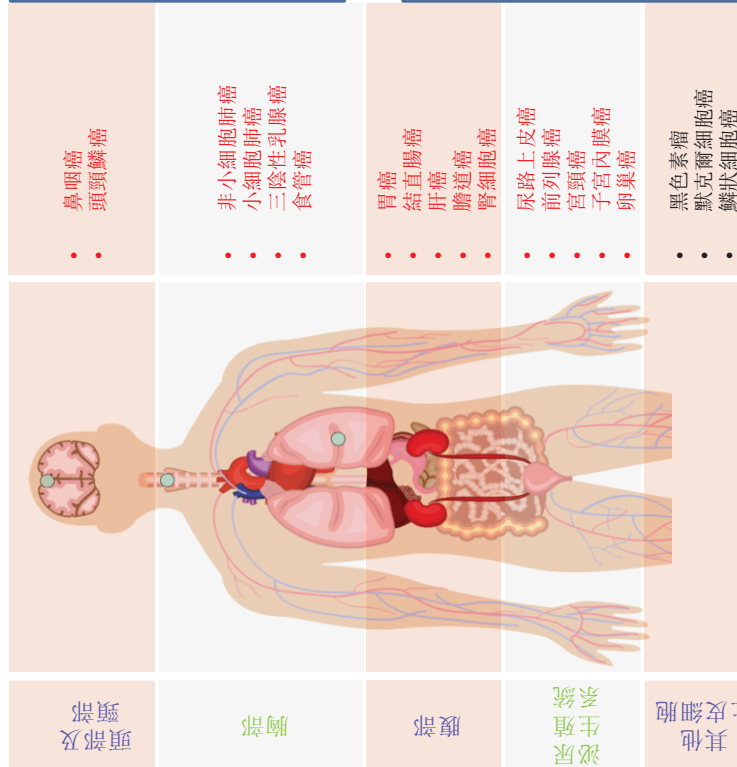 頭部及
頸部
• 鼻咽癌
• 頭頸鱗癌
胸部
• 非小細胞肺癌
• 小細胞肺癌
• 三陰性乳腺癌
• 食管癌
腹部
• 胃癌
• 結直腸癌
• 肝癌
• 膽道癌
• 腎細胞癌
泌尿
生殖
系統
• 尿路上皮癌
• 前列腺癌
• 宮頸癌
• 子宮內膜癌
• 卵巢癌
其他
上皮細胞
• 黑色素瘤
• 默克爾細胞癌
• 鱗狀細胞癌